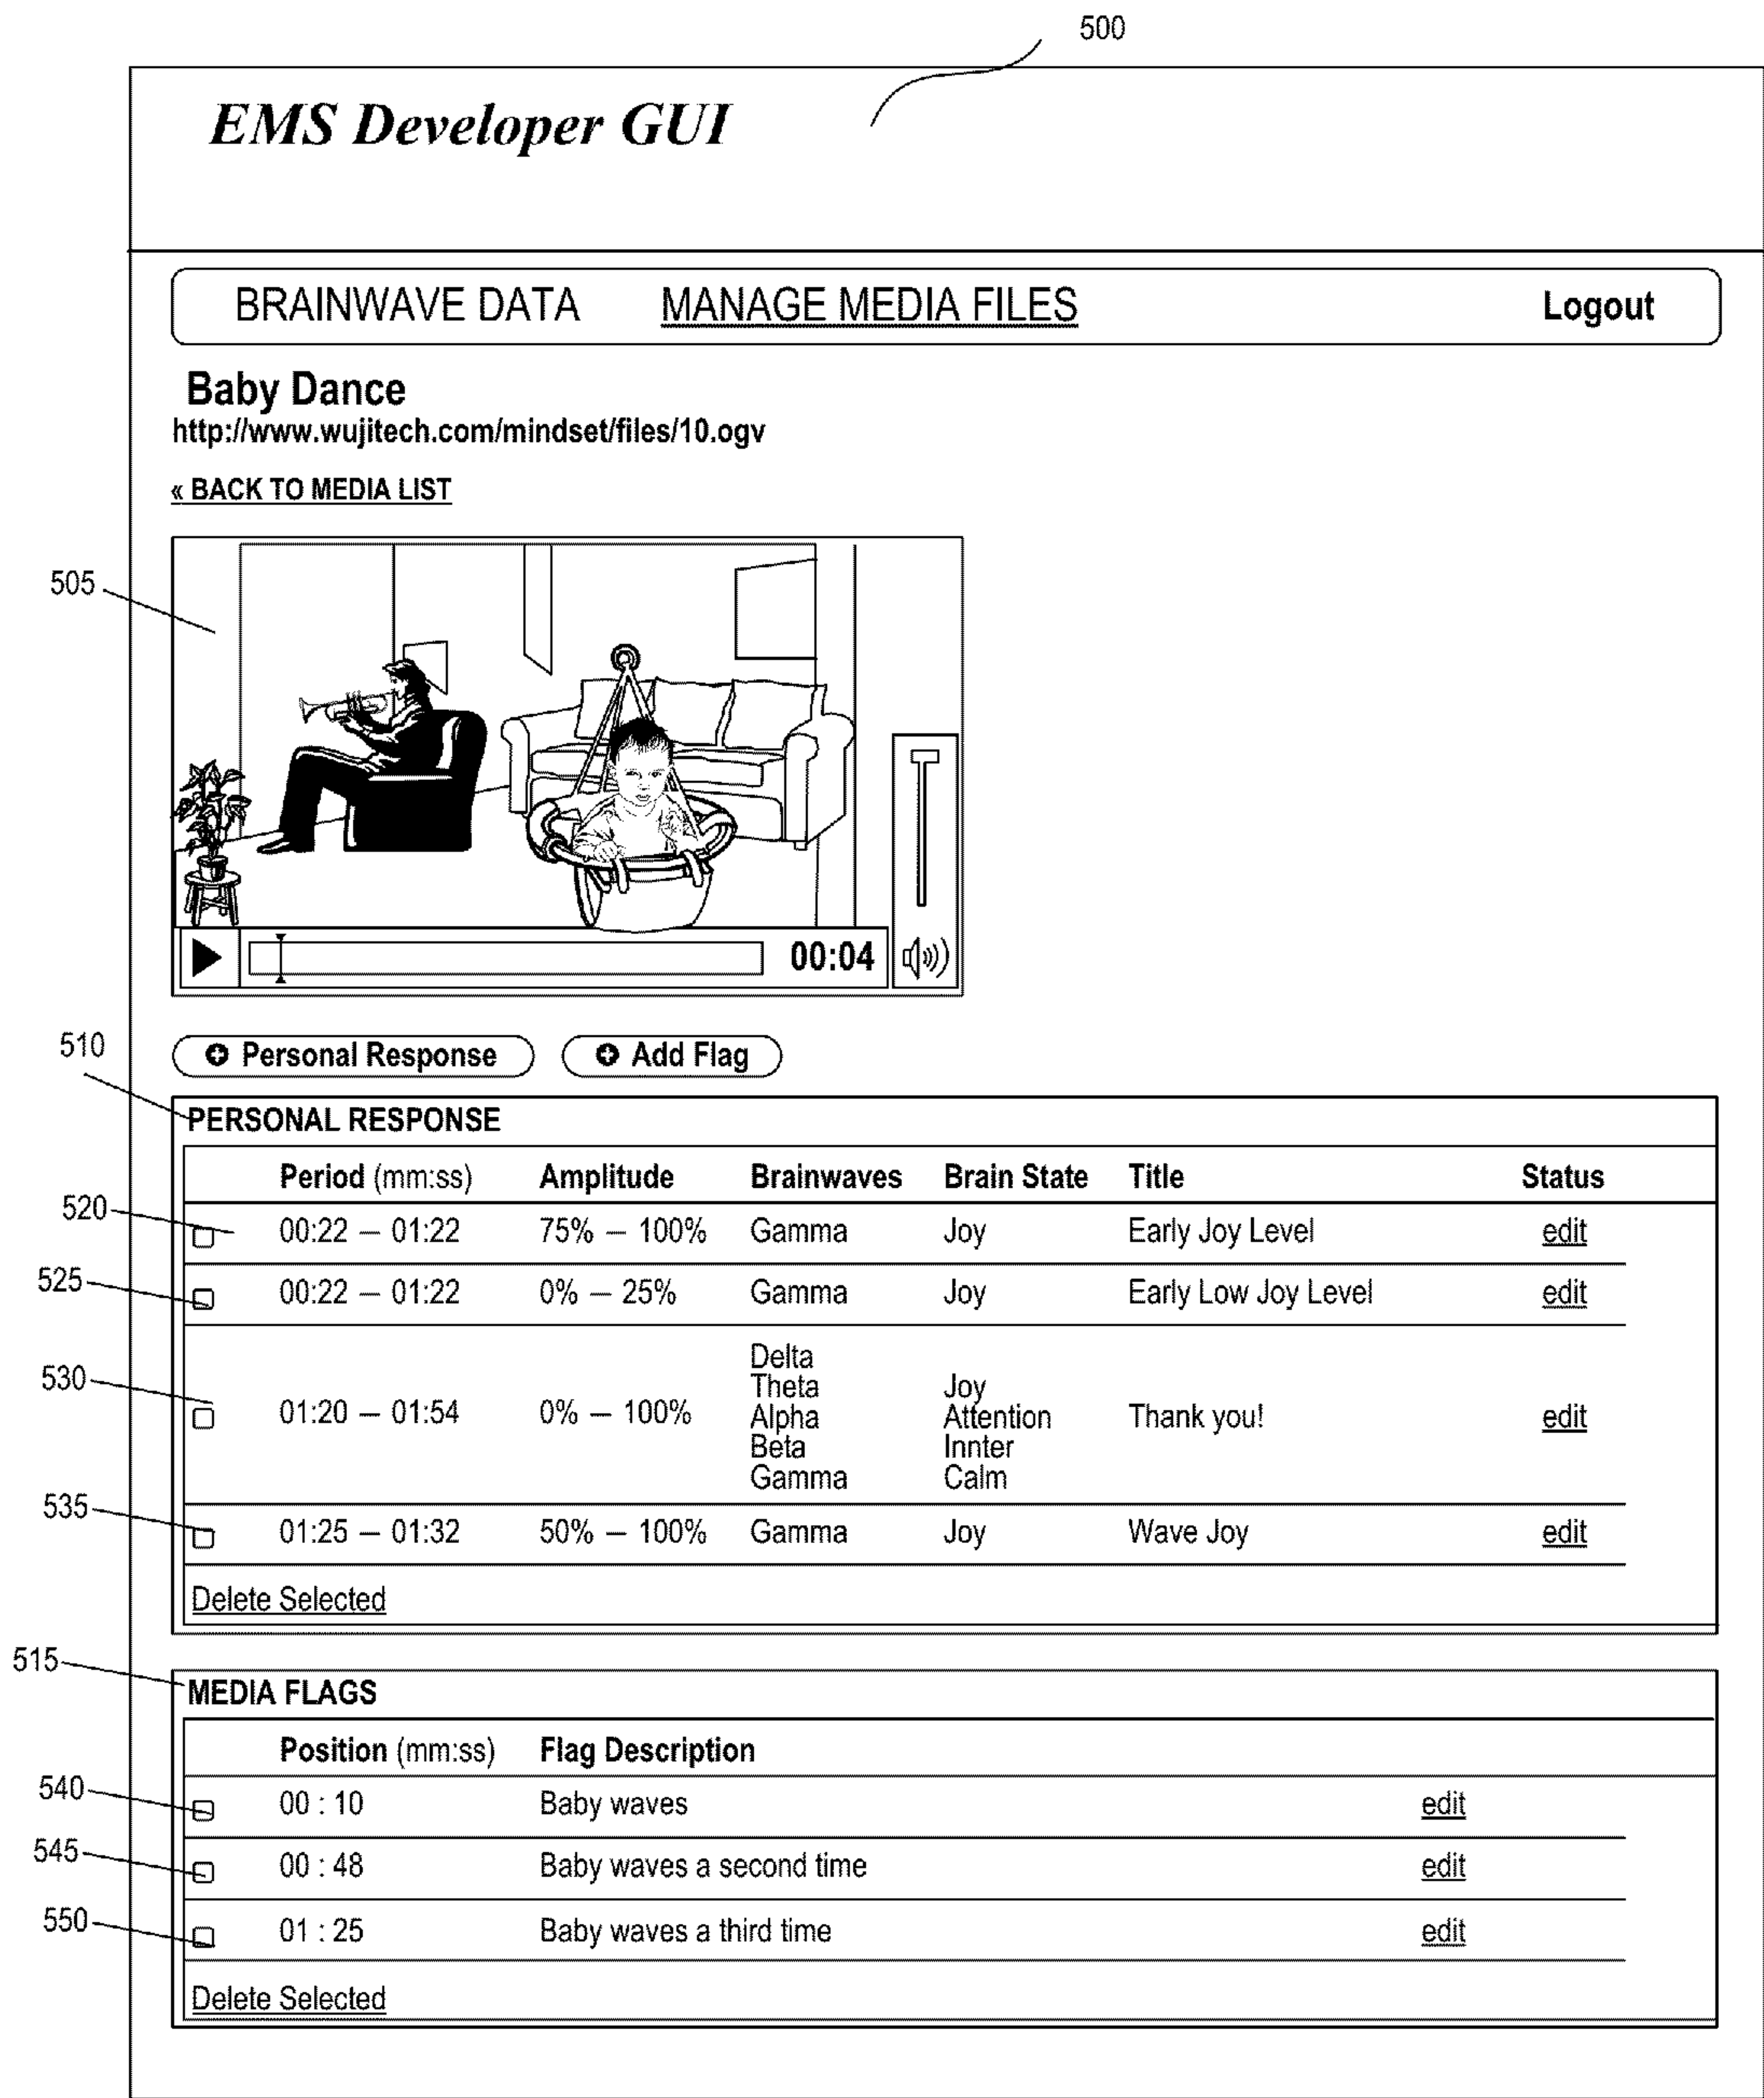 500
EMS Developer GUI
BRAINWAVE DATA MANAGE MEDIA FILES Logout
Baby Dance
http://www.wujitech.com/mindset/files/10.ogv
« BACK TO MEDIA LIST
505
00:04
510
Personal Response Add Flag
PERSONAL RESPONSE
Period (mm:ss) Amplitude Brainwaves Brain State Title Status
520
00:22 — 01:22 75% — 100% Gamma Joy Early Joy Level edit
525
00:22 — 01:22 0% — 25% Gamma Joy Early Low Joy Level edit
530
Delta
Theta Joy
01:20 — 01:54 0% — 100% Alpha Attention Thank you! edit
Beta Innter
Gamma Calm
535
01:25 — 01:32 50% — 100% Gamma Joy Wave Joy edit
Delete Selected
515
MEDIA FLAGS
Position (mm:ss) Flag Description
540
00 : 10 Baby waves edit
545
00 : 48 Baby waves a second time edit
550
01 : 25 Baby waves a third time edit
Delete Selected